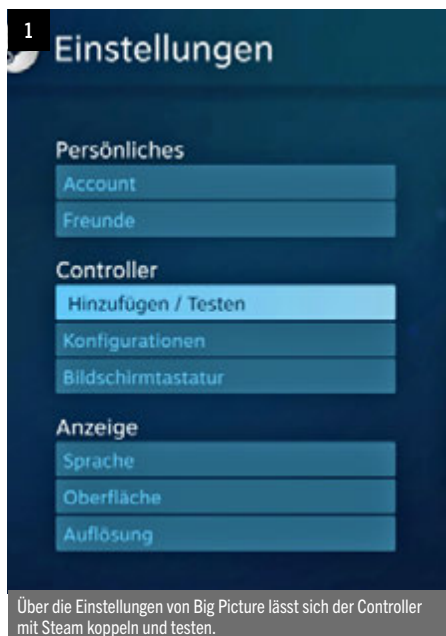 1
Einstellungen
Persönliches
Account
Freunde
Controller
Hinzufügen / Testen
Konfigurationen
Bildschirmtastatur
Anzeige
Sprache
Oberfläche
Auflösung
Über die Einstellungen von Big Picture lässt sich der Controller
mit Steam koppeln und testen.